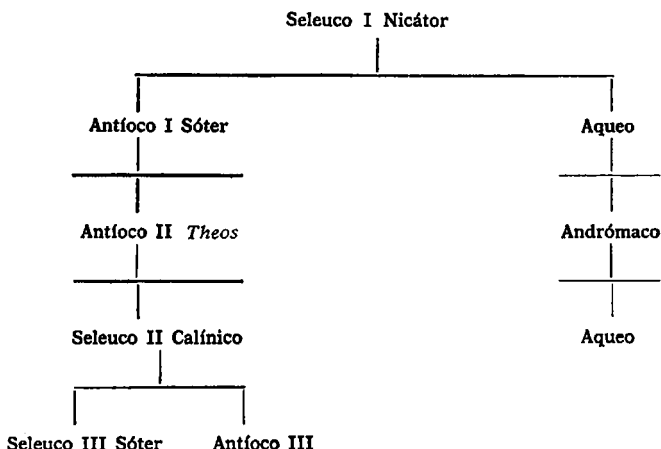 Seleuco I Nicátor
Antíoco I Sóter Aqueo
Antíoco II Theos Andrómaco
Seleuco II Calínico Aqueo
Seleuco III Sóter Antíoco III